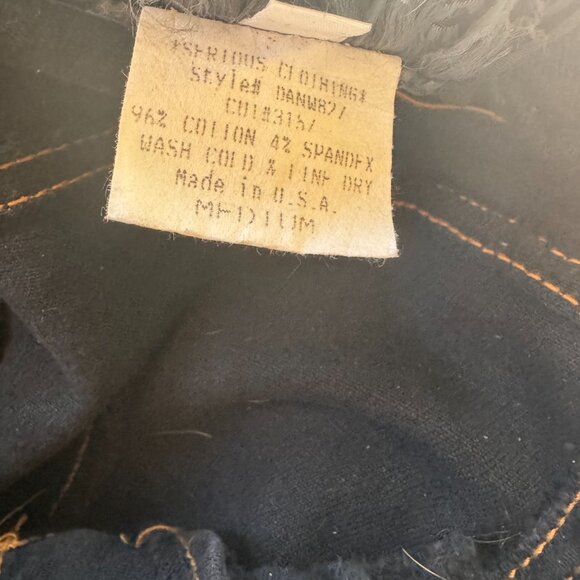 *SERIOUS CLOTHING*
Style# DANW827
CUT#3157
96% COTTON 4% SPANDEX
WASH COLD & LINE DRY
Made in U.S.A.
MEDIUM